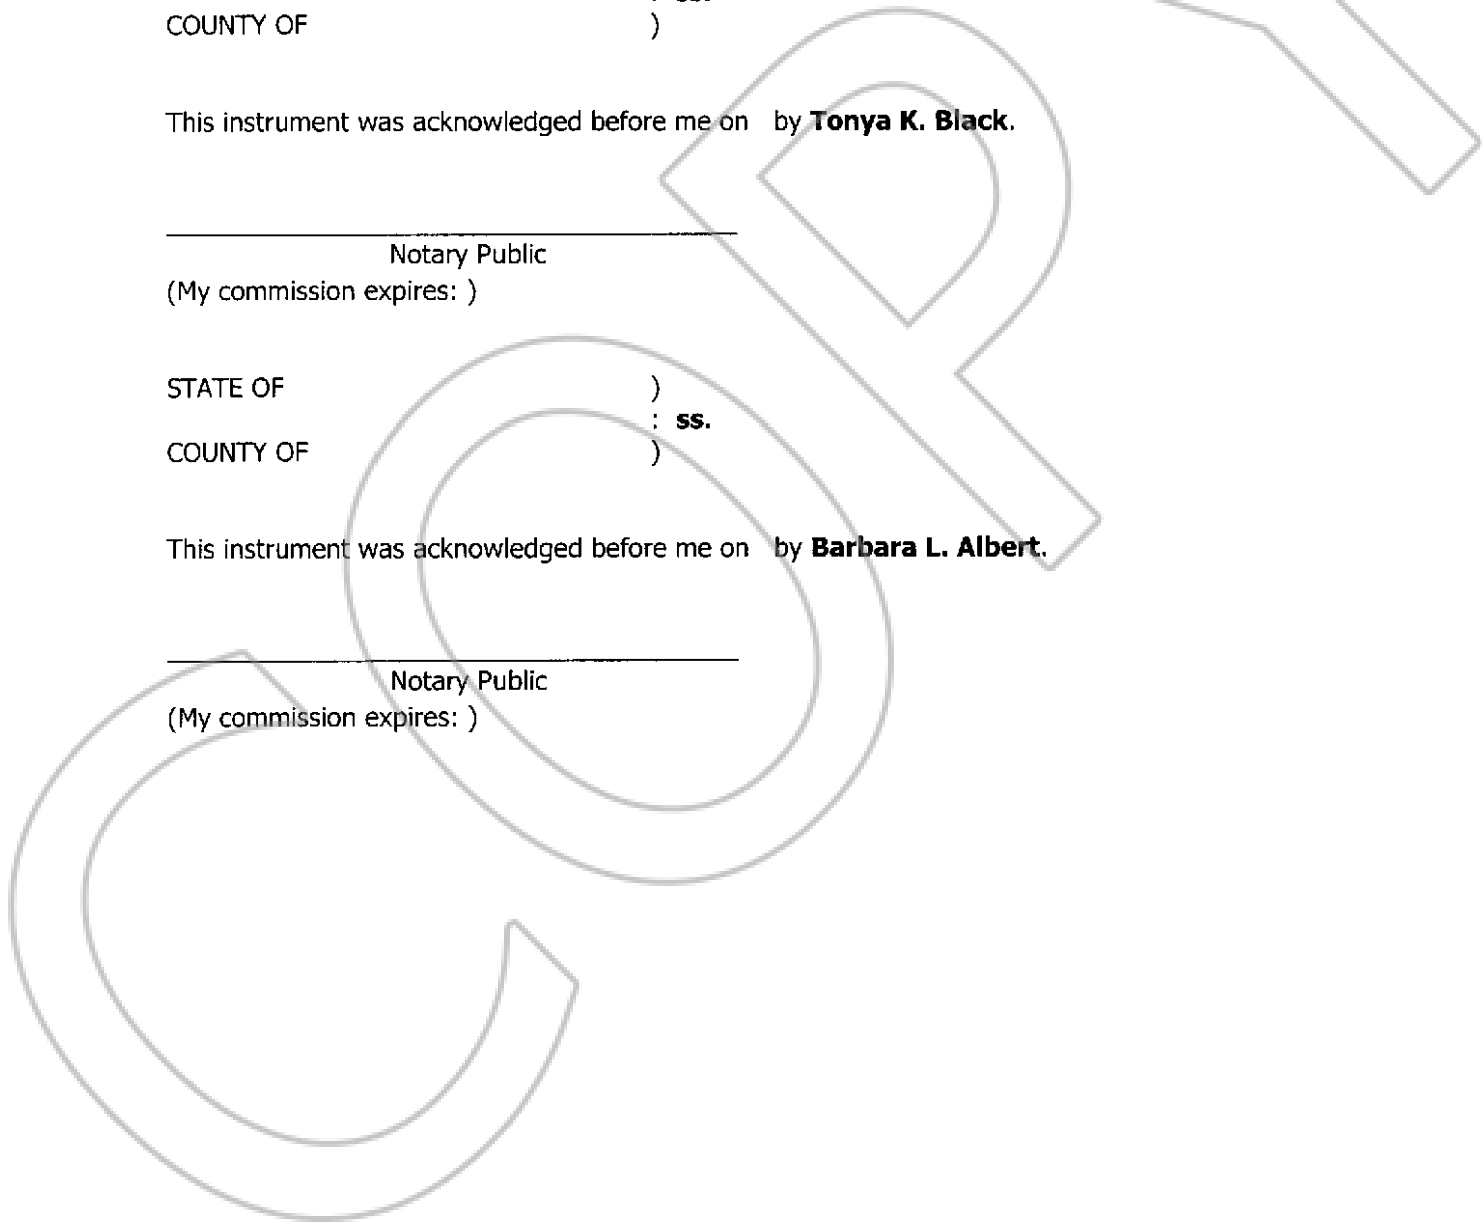 : ss.
COUNTY OF )
This instrument was acknowledged before me on by Tonya K. Black.
Notary Public
(My commission expires: )
STATE OF )
: ss.
COUNTY OF )
This instrument was acknowledged before me on by Barbara L. Albert.
Notary Public
(My commission expires: )
COPY